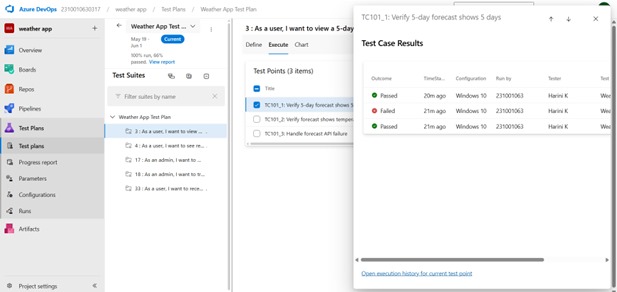 Azure DevOps 2310010630217 / weather app / Test Plans / Weather App Test Plan
weather app
Overview
Boards
Repos
Pipelines
Test Plans
Test plans
Progress report
Parameters
Configurations
Runs
Artifacts
Project settings
Weather App Test ...
May 19 -
Jun 1
Current
100% run, 66%
passed. View report
Test Suites
Filter suites by name
Weather App Test Plan
3 : As a user, I want to view ...
4 : As a user, I want to see re...
17 : As an admin, I want to ...
18 : As an admin, I want to tr...
33 : As a user, I want to rece...
3 : As a user, I want to view a 5-day
Define Execute Chart
Test Points (3 items)
Title
TC101_1: Verify 5-day forecast shows 5
TC101_2: Verify forecast shows tempera
TC101_3: Handle forecast API failure
TC101_1: Verify 5-day forecast shows 5 days
Test Case Results
Outcome TimeSta... Configuration Run by Tester Test
Passed 20m ago Windows 10 231001063 Harini K Wea
Failed 21m ago Windows 10 231001063 Harini K Wea
Passed 21m ago Windows 10 231001063 Harini K Wea
Open execution history for current test point